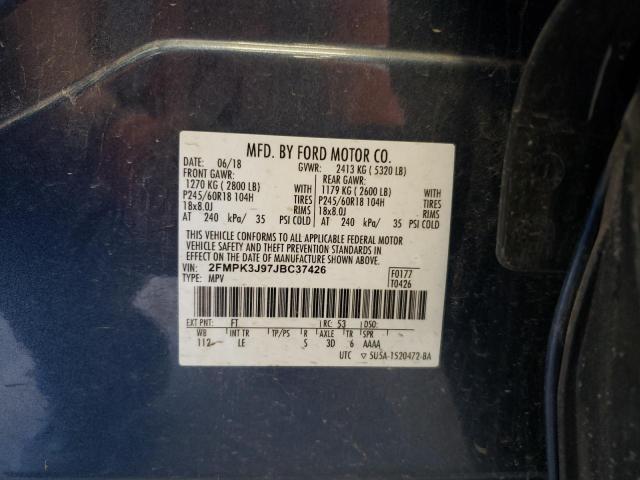 MFD. BY FORD MOTOR CO.
DATE: 06/18 GVWR: 2413 KG (5320 LB)
FRONT GAWR: REAR GAWR:
1270 KG (2800 LB) WITH 1179 KG (2600 LB) WITH
P245/60R18 104H TIRES P245/60R18 104H TIRES
18x8.0J RIMS 18x8.0J RIMS
AT 240 kPa/ 35 PSI COLD AT 240 kPa/ 35 PSI COLD
THIS VEHICLE CONFORMS TO ALL APPLICABLE FEDERAL MOTOR
VEHICLE SAFETY AND THEFT PREVENTION STANDARDS IN
EFFECT ON THE DATE OF MANUFACTURE SHOWN ABOVE.
VIN: 2FMPK3J97JBC37426 F0177
TYPE: MPV T0426
EXT PNT: FT RC: 53 DSO:
WB INT TR TP/PS R AXLE TR SPR
112 LE 5 3D 6 AAAA
UTC ▽ 5U5A-1520472-BA